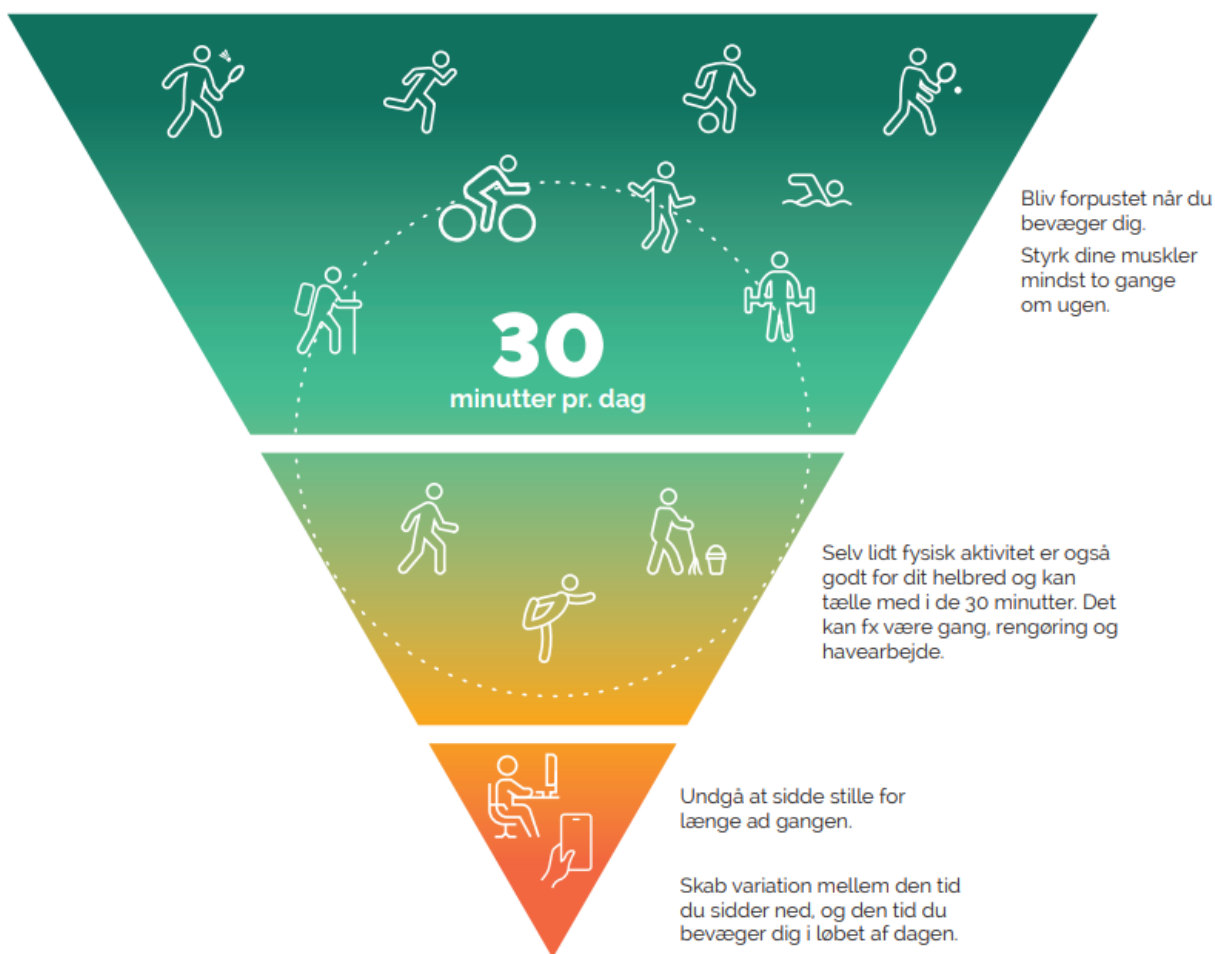 Bliv forpustet når du
bevæger dig.
Styrk dine muskler
mindst to gange
om ugen.
30
minutter pr. dag
Selv lidt fysisk aktivitet er også
godt for dit helbred og kan
tælle med i de 30 minutter. Det
kan fx være gang, rengøring og
havearbejde.
Undgå at sidde stille for
længe ad gangen.
Skab variation mellem den tid
du sidder ned, og den tid du
bevæger dig i løbet af dagen.